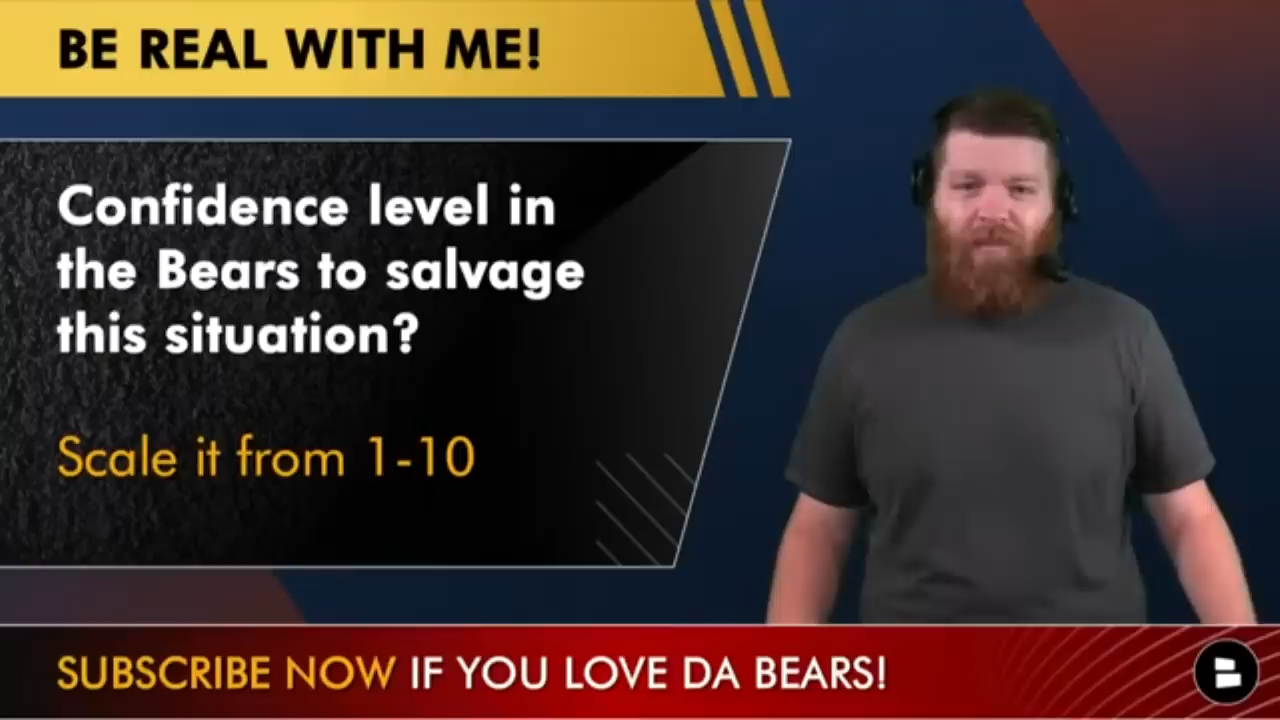 BE REAL WITH ME!
Confidence level in
the Bears to salvage
this situation?
Scale it from 1-10
SUBSCRIBE NOW IF YOU LOVE DA BEARS!